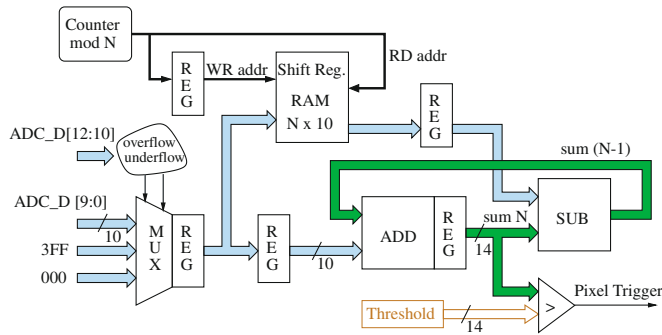 Counter
mod N
REG
WR addr
Shift Reg.
RAM
N x 10
RD addr
REG
ADC_D[12:10]
overflow
underflow
sum (N-1)
ADC_D [9:0]
10
3FF
000
MUX
REG
REG
10
ADD
REG
sum N
14
SUB
Threshold
14
>
Pixel Trigger